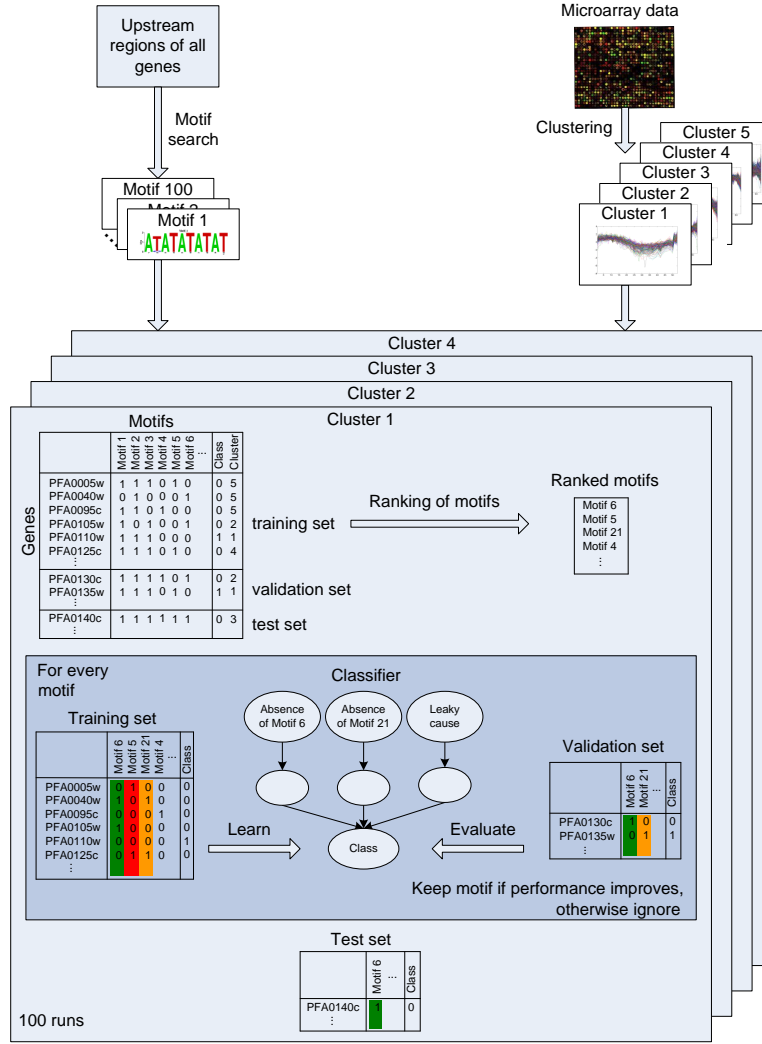 Upstream
regions of all
genes
Motif
search
Motif 100
Motif 1
ATATATATAT
Microarray data
Clustering
Cluster 5
Cluster 4
Cluster 3
Cluster 2
Cluster 1
Cluster 4
Cluster 3
Cluster 2
Cluster 1
Motifs
Motif 1 Motif 2 Motif 3 Motif 4 Motif 5 Motif 6 ... Class Cluster
Genes
PFA0005w 1 1 1 0 1 0 0 5
PFA0040w 0 1 0 0 0 1 0 5
PFA0095c 1 1 0 1 0 0 0 5
PFA0105w 1 0 1 0 0 1 0 2
PFA0110w 1 1 1 0 0 0 1 1
PFA0125c 1 1 1 0 1 0 0 4
⋮
training set
PFA0130c 1 1 1 1 0 1 0 2
PFA0135w 1 1 1 0 1 0 1 1
⋮
validation set
PFA0140c 1 1 1 1 1 1 0 3
⋮
test set
Ranking of motifs
Ranked motifs
Motif 6
Motif 5
Motif 21
Motif 4
⋮
For every
motif
Training set
Motif 6 Motif 5 Motif 21 Motif 4 ... Class
PFA0005w 0 1 0 0 0
PFA0040w 1 0 1 0 0
PFA0095c 0 0 0 1 0
PFA0105w 1 0 0 0 0
PFA0110w 0 0 0 0 1
PFA0125c 0 1 1 0 0
⋮
Learn
Classifier
Absence
of Motif 6
Absence
of Motif 21
Leaky
cause
Class
Evaluate
Validation set
Motif 6 Motif 21 ... Class
PFA0130c 1 0 0
PFA0135w 0 1 1
⋮
Keep motif if performance improves,
otherwise ignore
Test set
Motif 6 ... Class
PFA0140c 1 0
⋮
100 runs